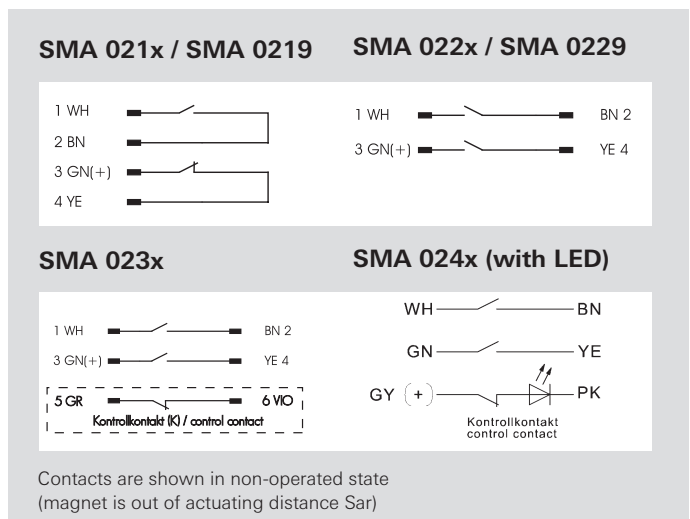 SMA 021x / SMA 0219
1 WH
2 BN
3 GN(+)
4 YE
SMA 022x / SMA 0229
1 WH BN 2
3 GN(+) YE 4
SMA 023x
1 WH BN 2
3 GN(+) YE 4
5 GR 6 VIO
Kontrollkontakt (K) / control contact
SMA 024x (with LED)
WH BN
GN YE
GY (+) PK
Kontrollkontakt
control contact
Contacts are shown in non-operated state
(magnet is out of actuating distance Sar)